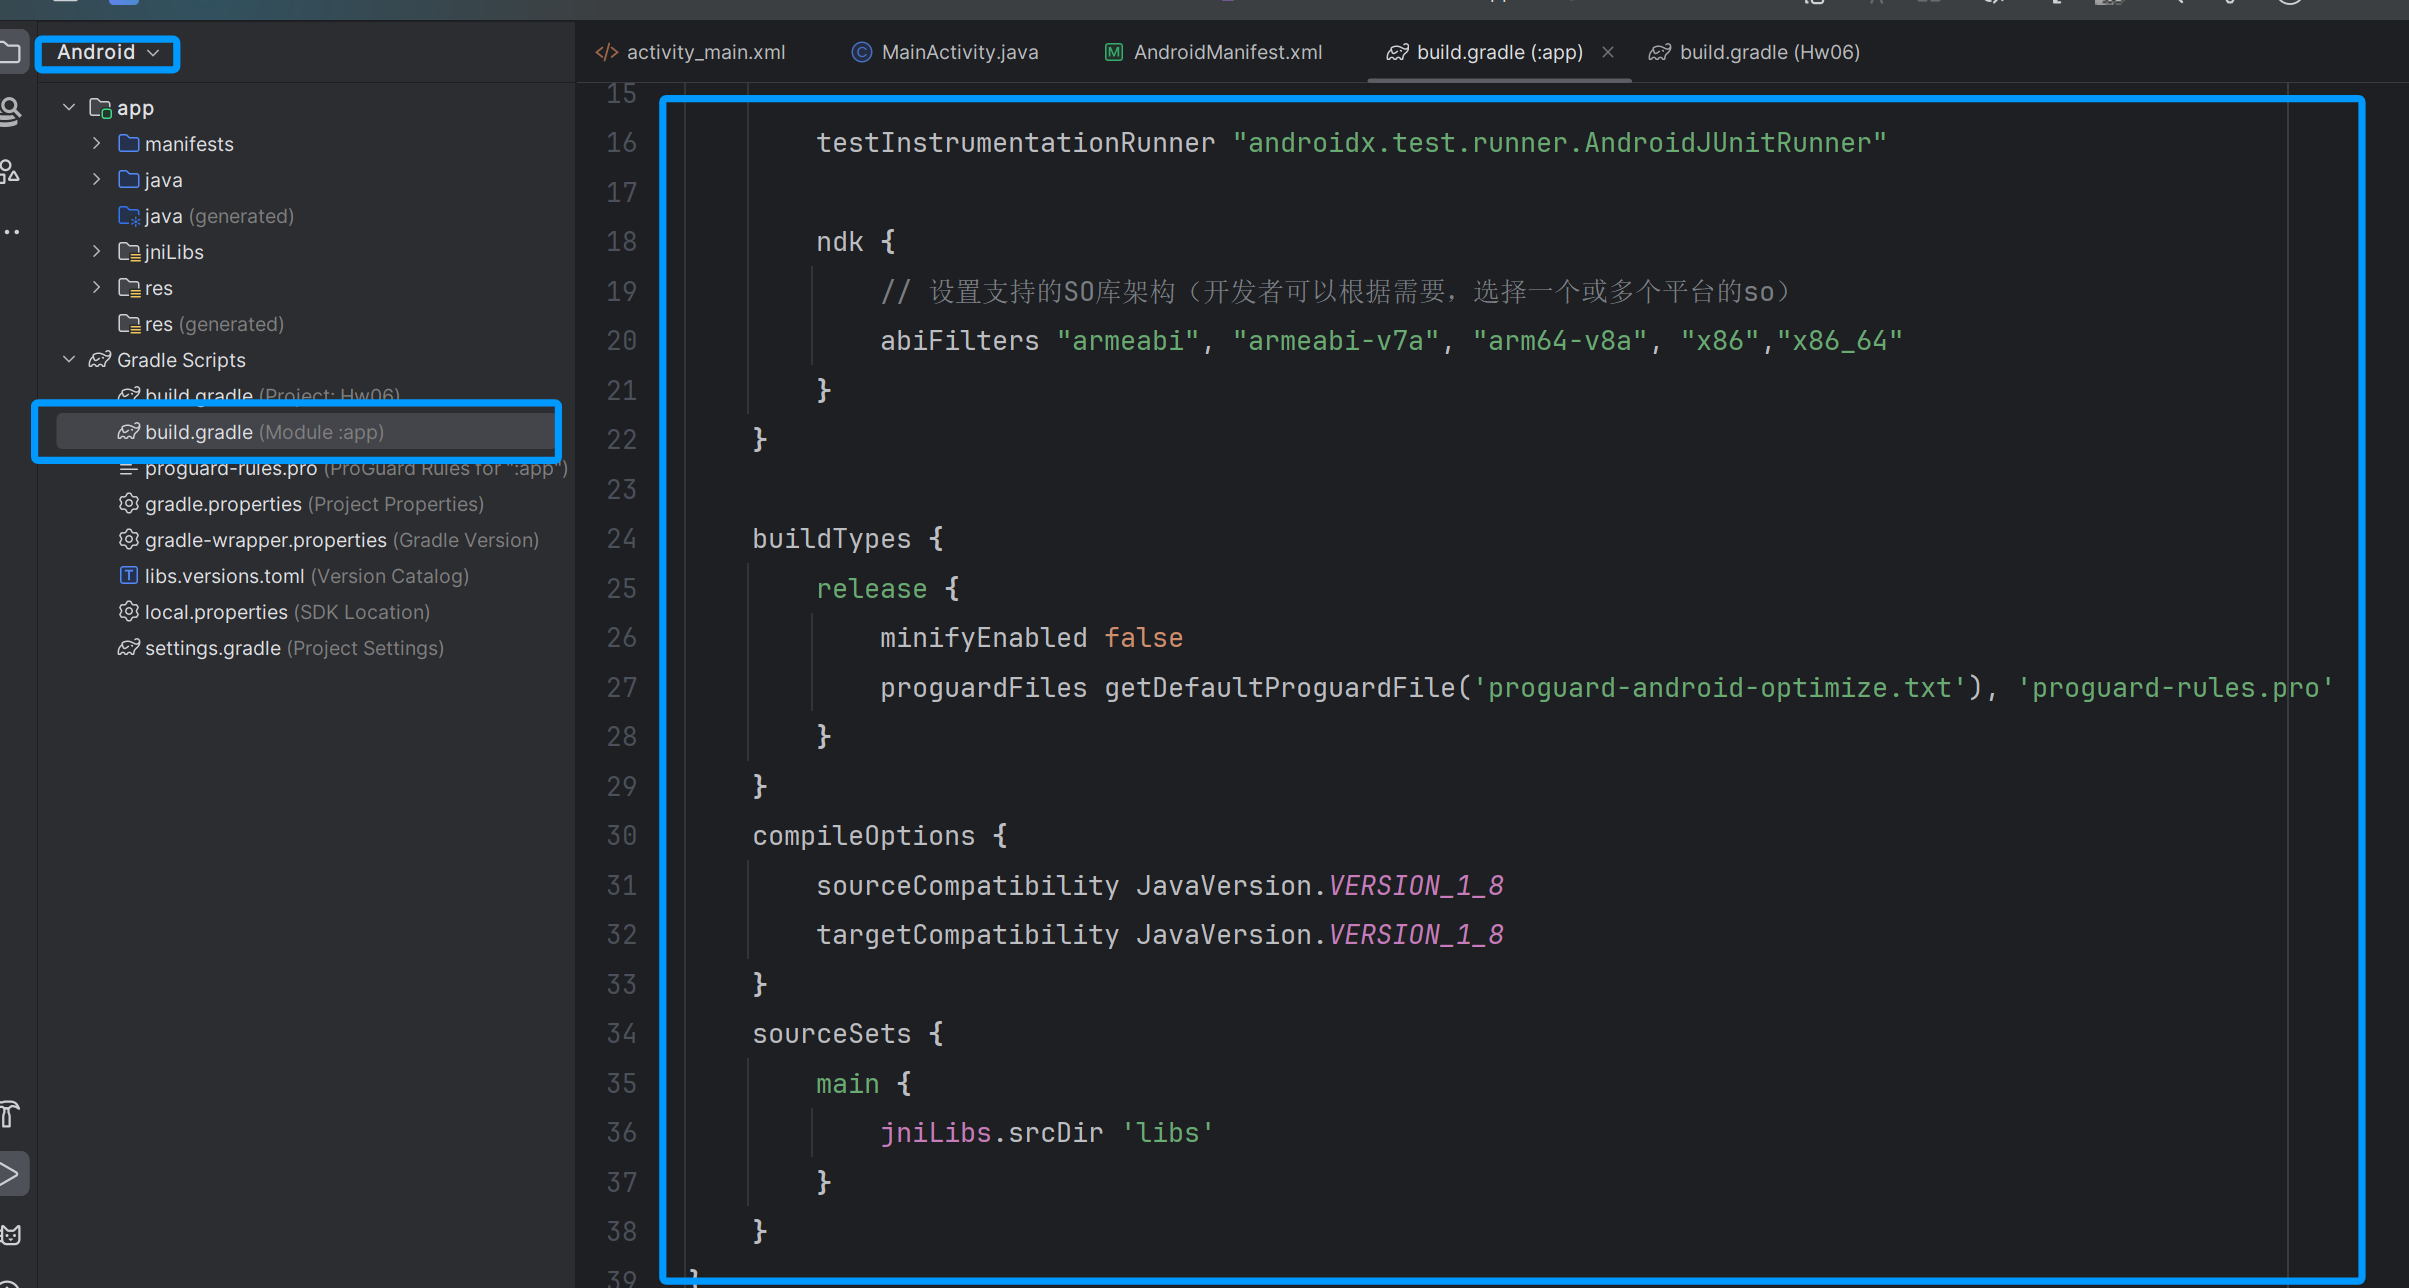 Android
activity_main.xml
MainActivity.java
AndroidManifest.xml
build.gradle (:app)
build.gradle (Hw06)
app
manifests
java
java (generated)
jniLibs
res
res (generated)
Gradle Scripts
build.gradle (Project: Hw06)
build.gradle (Module :app)
proguard-rules.pro (ProGuard Rules for ":app")
gradle.properties (Project Properties)
gradle-wrapper.properties (Gradle Version)
libs.versions.toml (Version Catalog)
local.properties (SDK Location)
settings.gradle (Project Settings)
15
16 testInstrumentationRunner "androidx.test.runner.AndroidJUnitRunner"
17
18 ndk {
19 // 设置支持的SO库架构（开发者可以根据需要，选择一个或多个平台的so）
20 abiFilters "armeabi", "armeabi-v7a", "arm64-v8a", "x86","x86_64"
21 }
22 }
23
24 buildTypes {
25 release {
26 minifyEnabled false
27 proguardFiles getDefaultProguardFile('proguard-android-optimize.txt'), 'proguard-rules.pro'
28 }
29 }
30 compileOptions {
31 sourceCompatibility JavaVersion.VERSION_1_8
32 targetCompatibility JavaVersion.VERSION_1_8
33 }
34 sourceSets {
35 main {
36 jniLibs.srcDir 'libs'
37 }
38 }
39 }